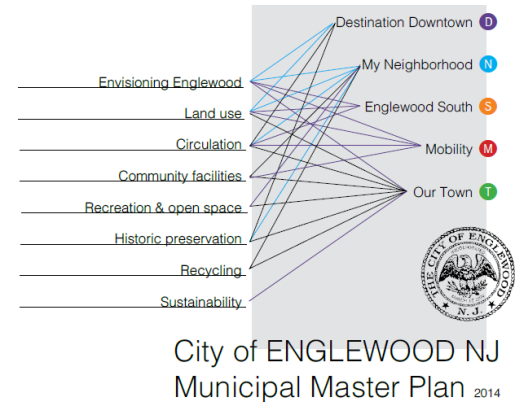 Destination Downtown D
My Neighborhood N
Envisioning Englewood
Englewood South S
Land use
Circulation
Mobility M
Community facilities
Our Town T
Recreation & open space
Historic preservation
THE CITY OF ENGLEWOOD
N.J.
Recycling
Sustainability
City of ENGLEWOOD NJ
Municipal Master Plan 2014